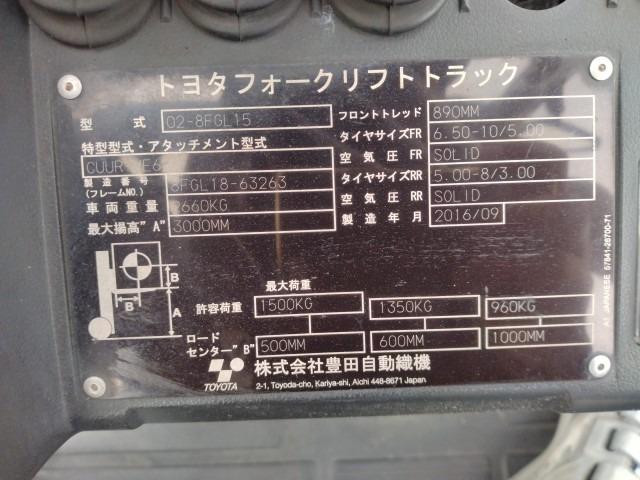 トヨタフォークリフトトラック
型式 02-8FGL15
特型型式・アタッチメント型式
製造番号 (フレームNO.) 8FGL18-63263
車両重量 2660KG
最大揚高"A" 3000MM
フロントトレッド 890MM
タイヤサイズFR 6.50-10/5.00
空気圧FR SOLID
タイヤサイズRR 5.00-8/3.00
空気圧RR SOLID
製造年月 2016/09
B
B
A
最大荷重
許容荷重 1500KG 1350KG 960KG
ロードセンター"B" 500MM 600MM 1000MM
TOYOTA
株式会社豊田自動織機
2-1, Toyoda-cho, Kariya-shi, Aichi 448-8671 Japan
A1 JAPANESE 57841-26700-71